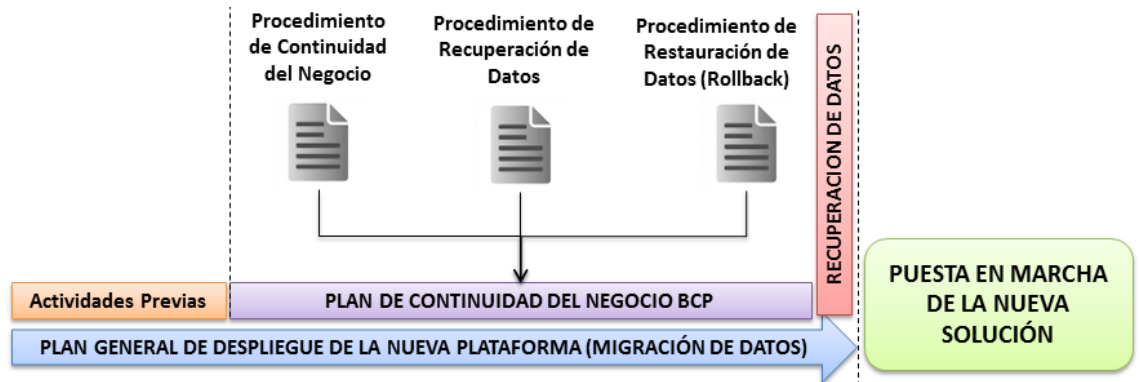 Procedimiento
de Continuidad
del Negocio
Procedimiento de
Recuperación de
Datos
Procedimiento de
Restauración de
Datos (Rollback)
RECUPERACION DE DATOS
Actividades Previas
PLAN DE CONTINUIDAD DEL NEGOCIO BCP
PLAN GENERAL DE DESPLIEGUE DE LA NUEVA PLATAFORMA (MIGRACIÓN DE DATOS)
PUESTA EN MARCHA
DE LA NUEVA
SOLUCIÓN